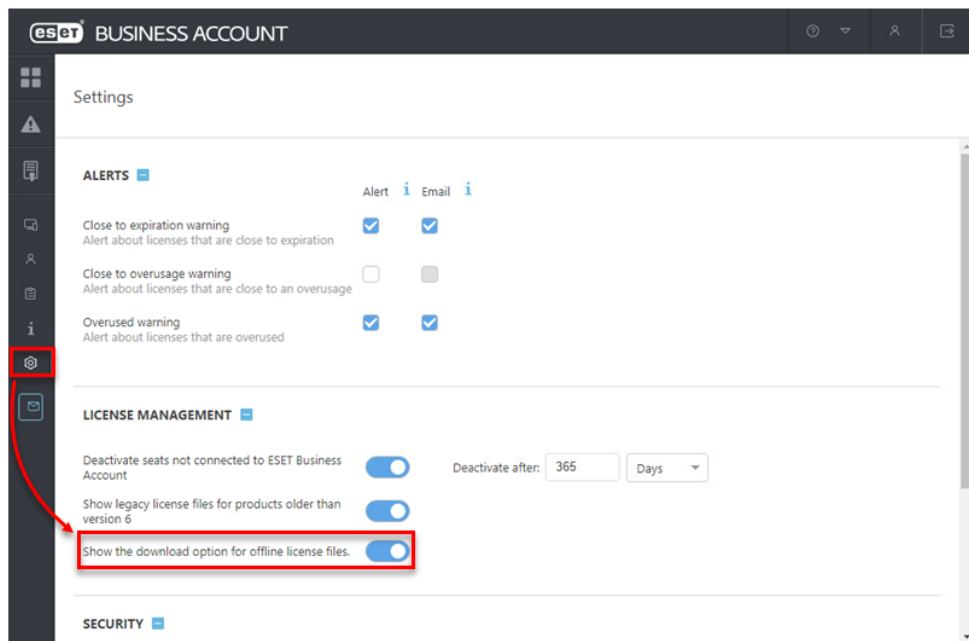 eset BUSINESS ACCOUNT
Settings
ALERTS
Alert i Email i
Close to expiration warning
Alert about licenses that are close to expiration
Close to overusage warning
Alert about licenses that are close to an overusage
Overused warning
Alert about licenses that are overused
LICENSE MANAGEMENT
Deactivate seats not connected to ESET Business
Account
Deactivate after: 365 Days
Show legacy license files for products older than
version 6
Show the download option for offline license files.
SECURITY